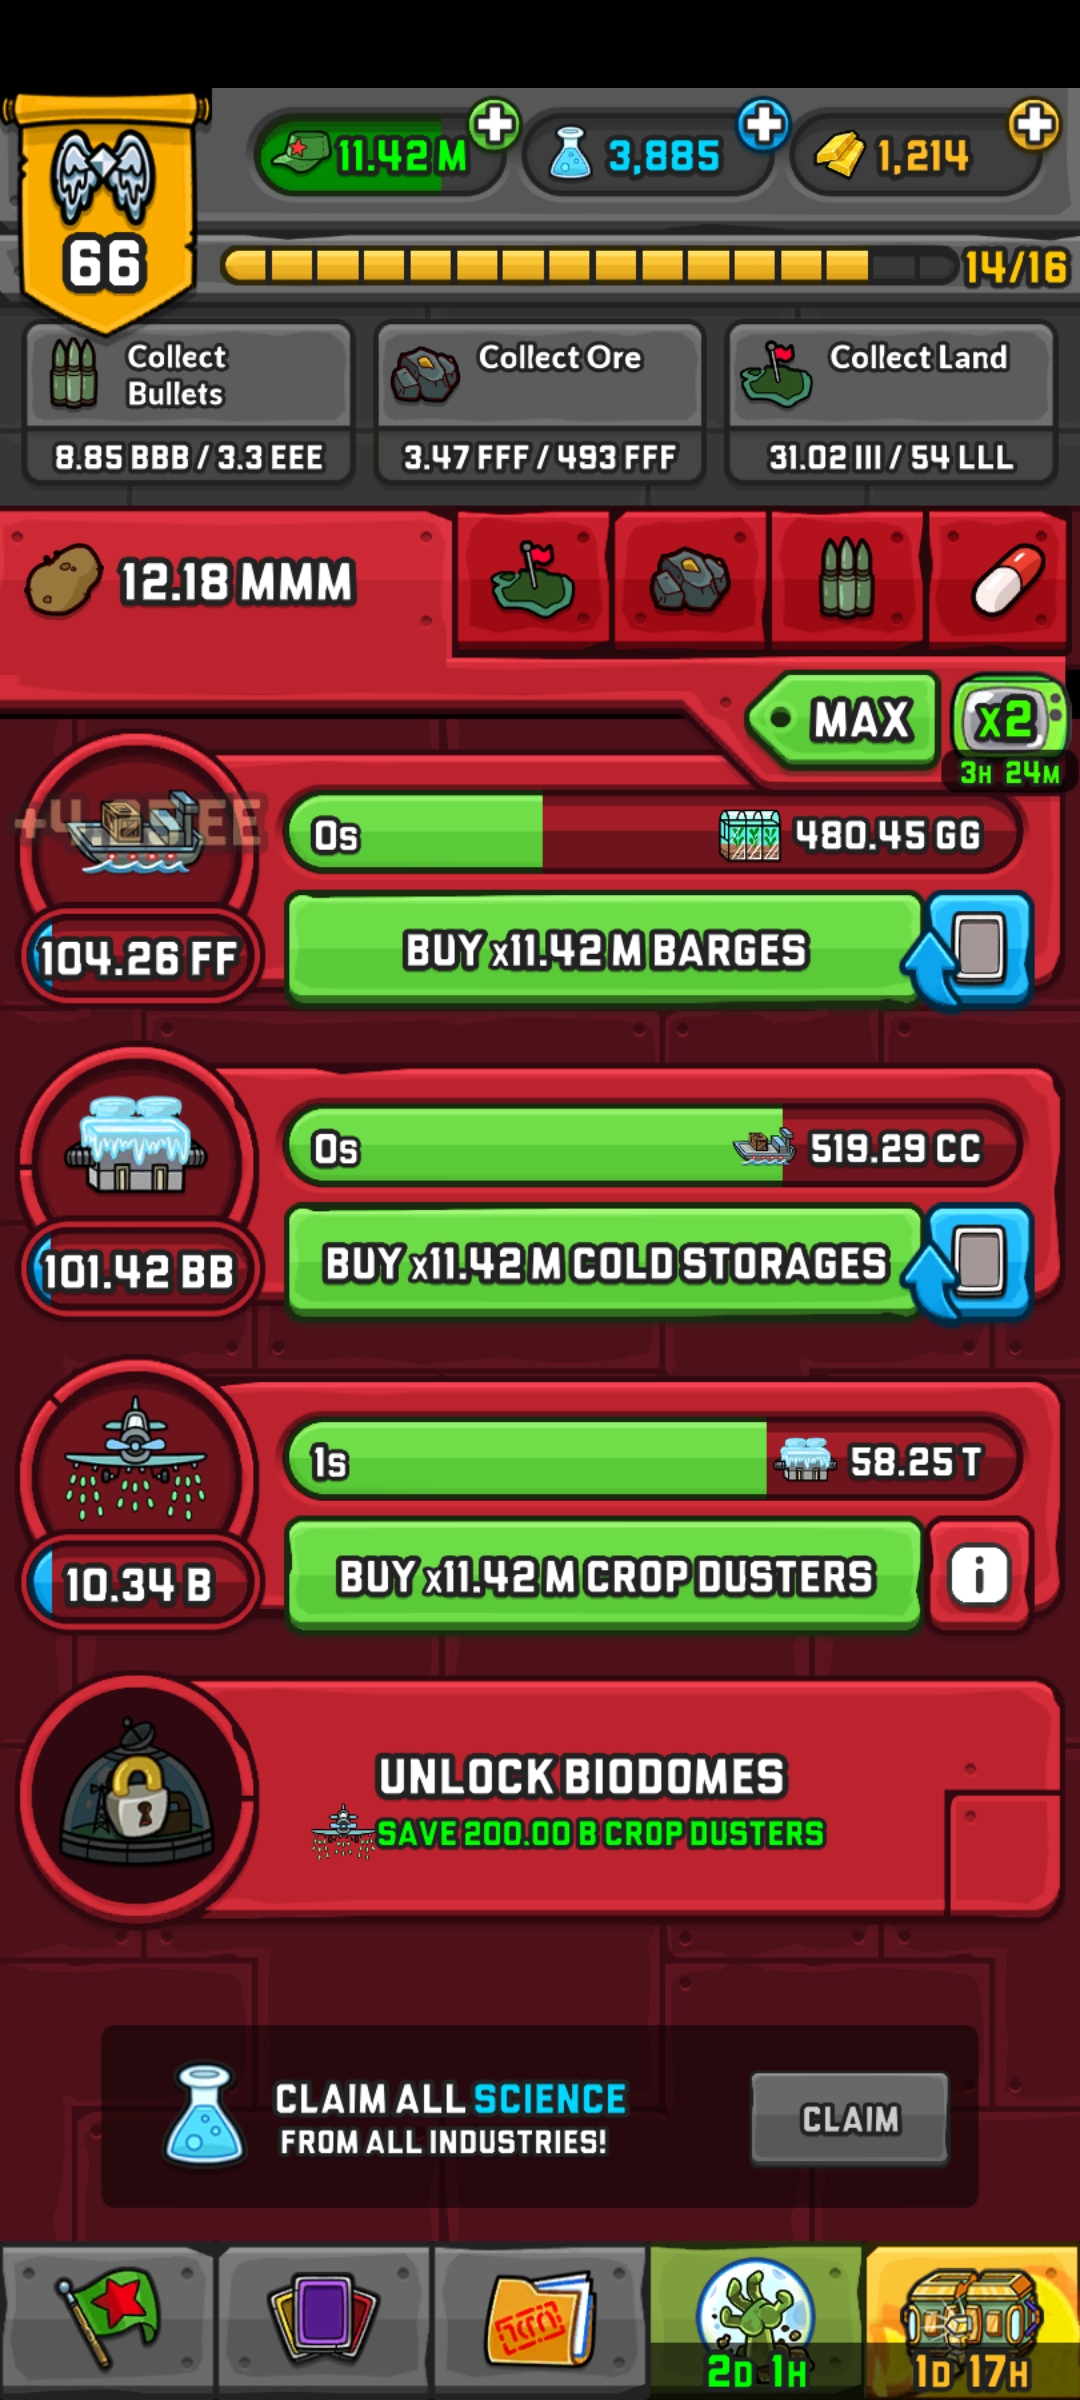 11.42 M
3,885
1,214
66
14/16
Collect
Bullets
8.85 BBB / 3.3 EEE
Collect Ore
3.47 FFF / 493 FFF
Collect Land
31.02 III / 54 LLL
12.18 MMM
MAX
x2
3H 24M
0s
480.45 GG
104.26 FF
BUY x11.42 M BARGES
0s
519.29 CC
101.42 BB
BUY x11.42 M COLD STORAGES
1s
58.25 T
10.34 B
BUY x11.42 M CROP DUSTERS
i
UNLOCK BIODOMES
SAVE 200.00 B CROP DUSTERS
CLAIM ALL SCIENCE
FROM ALL INDUSTRIES!
CLAIM
2D 1H
1D 17H